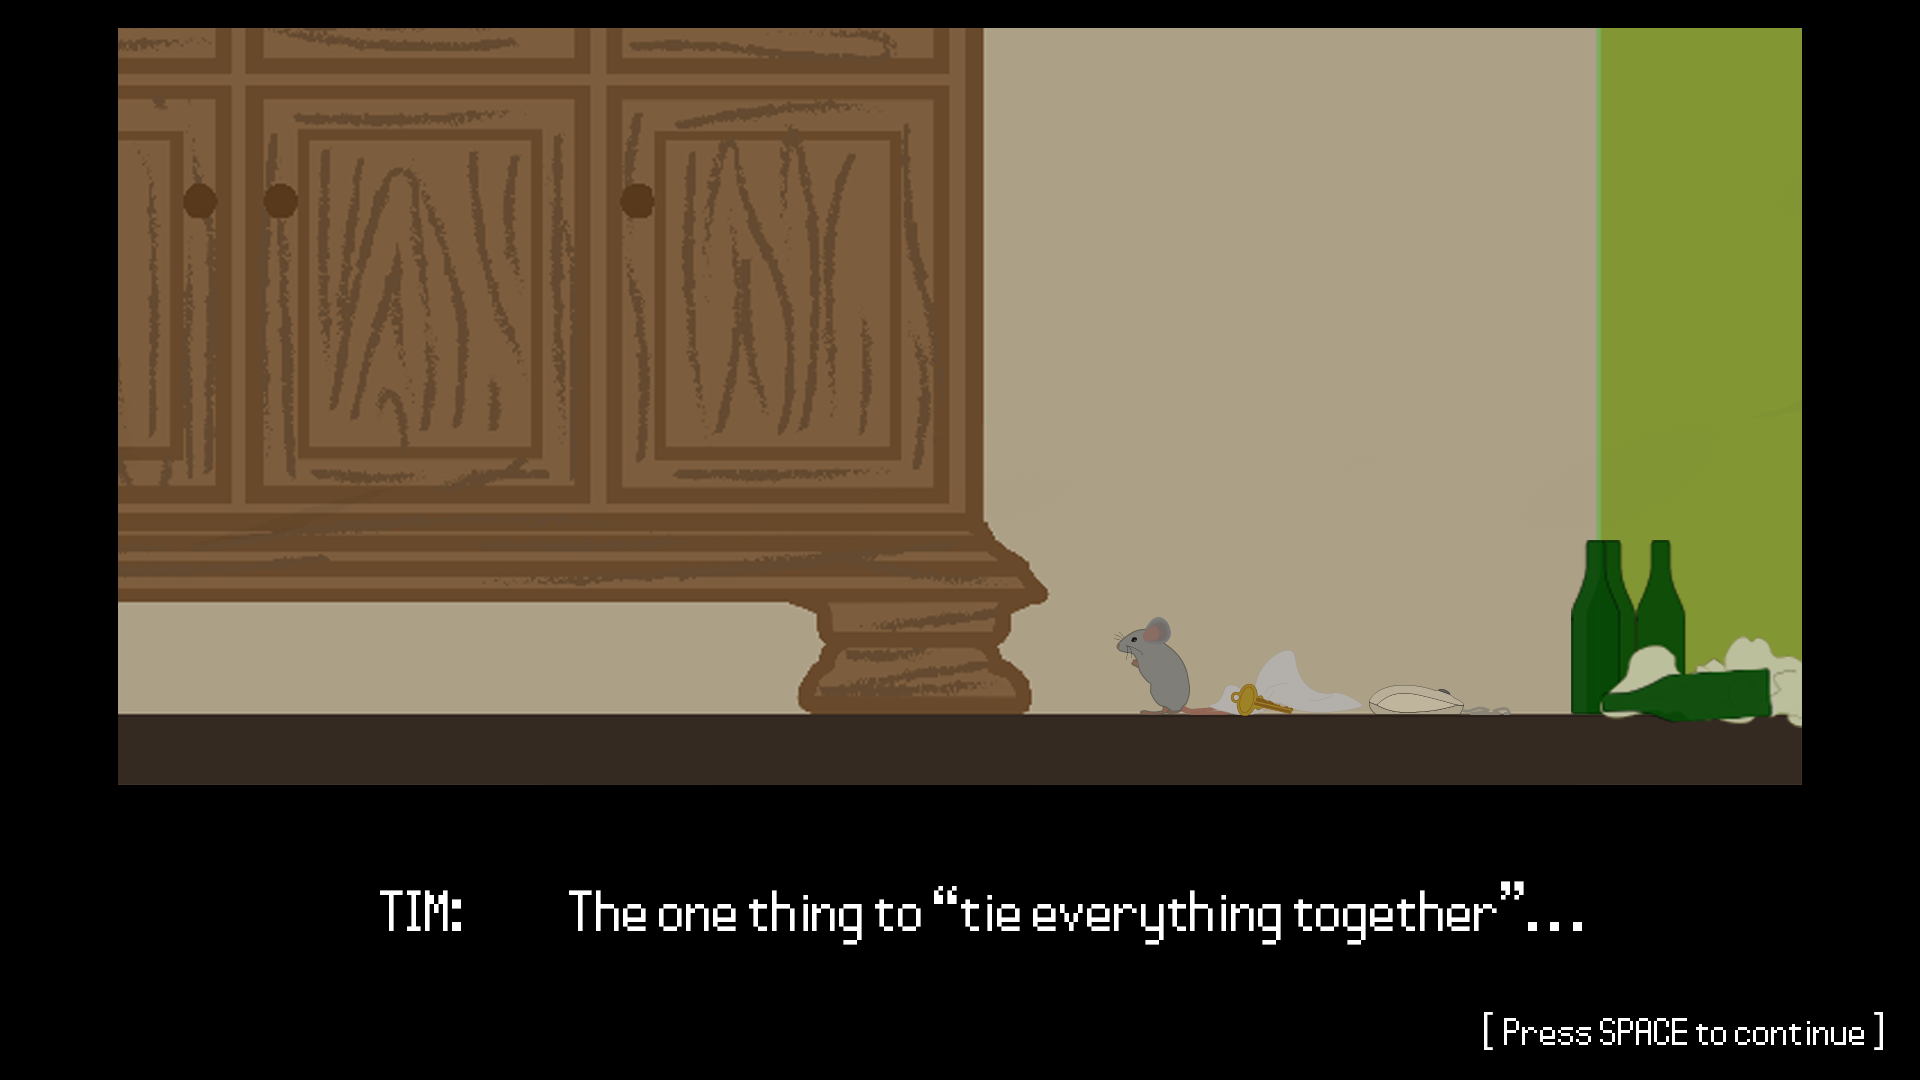 TIM: The one thing to “tie everything together”...
[ Press SPACE to continue ]